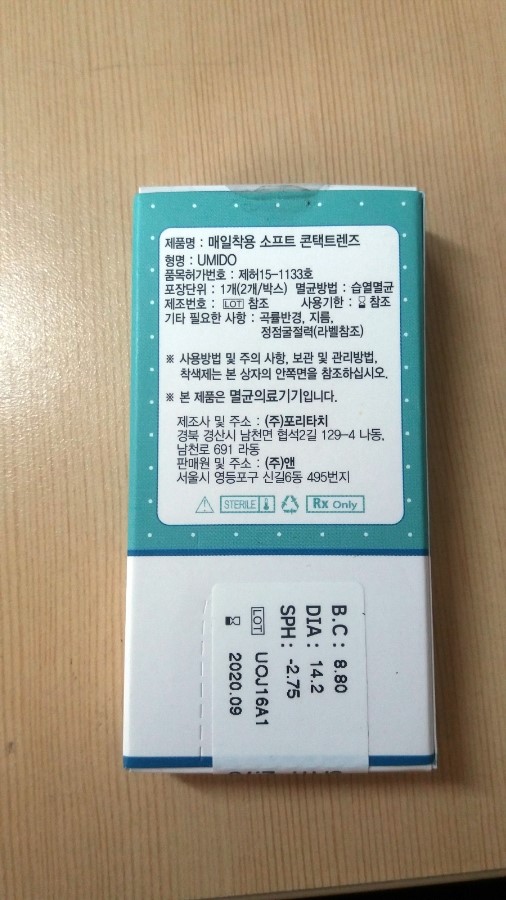 제품명 : 매일착용 소프트 콘택트렌즈
형명 : UMIDO
품목허가번호 : 제허15-1133호
포장단위 : 1개(2개/박스) 멸균방법 : 습열멸균
제조번호 : LOT 참조 사용기한 : 참조
기타 필요한 사항 : 곡률반경, 지름,
정점굴절력(라벨참조)
※ 사용방법 및 주의 사항, 보관 및 관리방법,
착색제는 본 상자의 안쪽면을 참조하십시오.
※ 본 제품은 멸균의료기기입니다.
제조사 및 주소 : (주)포리타치
경북 경산시 남천면 협석2길 129-4 나동,
남천로 691 라동
판매원 및 주소 : (주)앤
서울시 영등포구 신길6동 495번지
STERILE Rx Only
B.C : 8.80
DIA : 14.2
SPH : -2.75
LOT UOJ16A1
2020.09